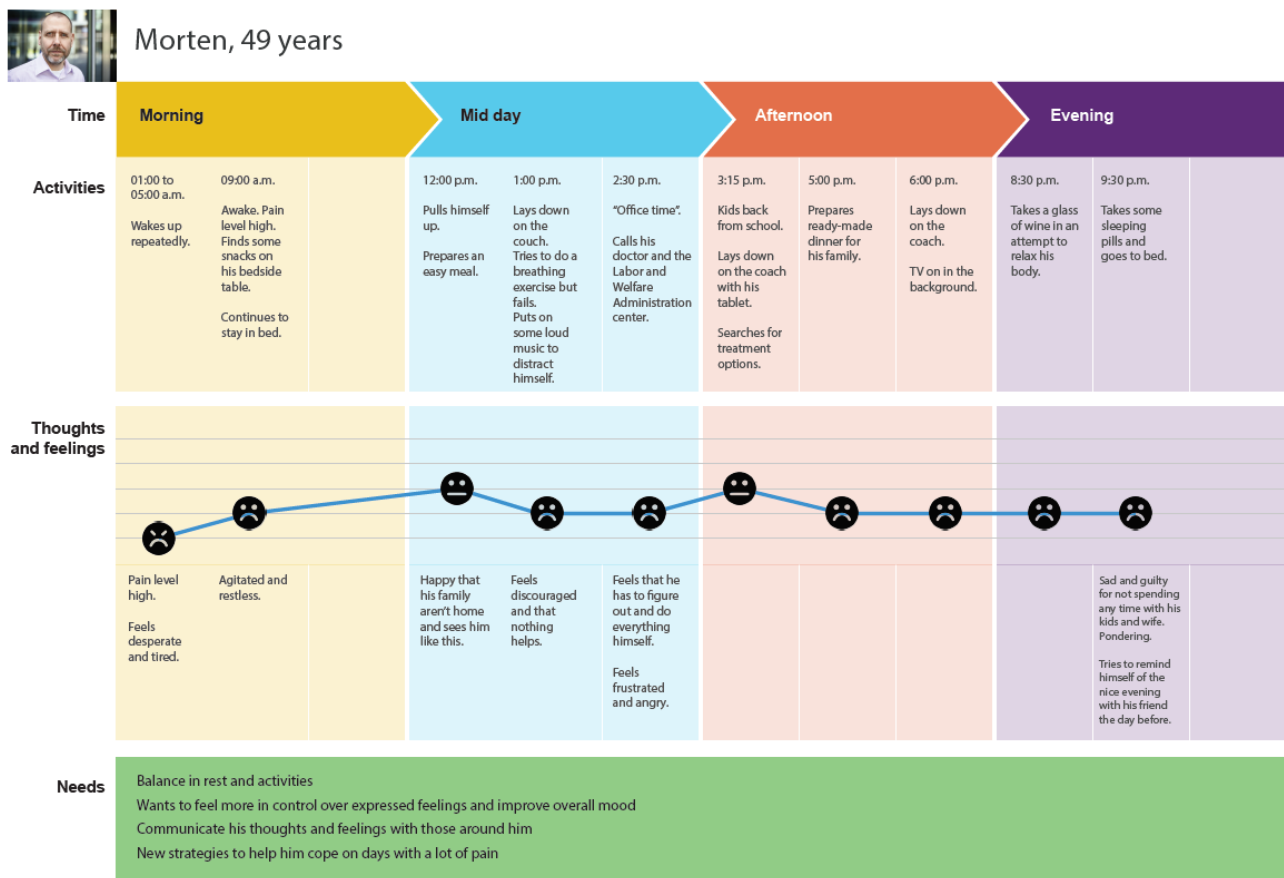 Morten, 49 years
Time
Morning
Mid day
Afternoon
Evening
Activities
01:00 to
05:00 a.m.
Wakes up
repeatedly.
09:00 a.m.
Awake. Pain
level high.
Finds some
snacks on
his bedside
table.
Continues to
stay in bed.
12:00 p.m.
Pulls himself
up.
Prepares an
easy meal.
1:00 p.m.
Lays down
on the
couch.
Tries to do a
breathing
exercise but
fails.
Puts on
some loud
music to
distract
himself.
2:30 p.m.
“Office time”.
Calls his
doctor and the
Labor and
Welfare
Administration
center.
3:15 p.m.
Kids back
from school.
Lays down
on the coach
with his
tablet.
Searches for
treatment
options.
5:00 p.m.
Prepares
ready-made
dinner for
his family.
6:00 p.m.
Lays down
on the
coach.
TV on in the
background.
8:30 p.m.
Takes a glass
of wine in an
attempt to
relax his
body.
9:30 p.m.
Takes some
sleeping
pills and
goes to bed.
Thoughts
and feelings
Pain level
high.
Feels
desperate
and tired.
Agitated and
restless.
Happy that
his family
aren’t home
and sees him
like this.
Feels
discouraged
and that
nothing
helps.
Feels that he
has to figure
out and do
everything
himself.
Feels
frustrated
and angry.
Sad and guilty
for not spending
any time with his
kids and wife.
Pondering.
Tries to remind
himself of the
nice evening
with his friend
the day before.
Needs
Balance in rest and activities
Wants to feel more in control over expressed feelings and improve overall mood
Communicate his thoughts and feelings with those around him
New strategies to help him cope on days with a lot of pain